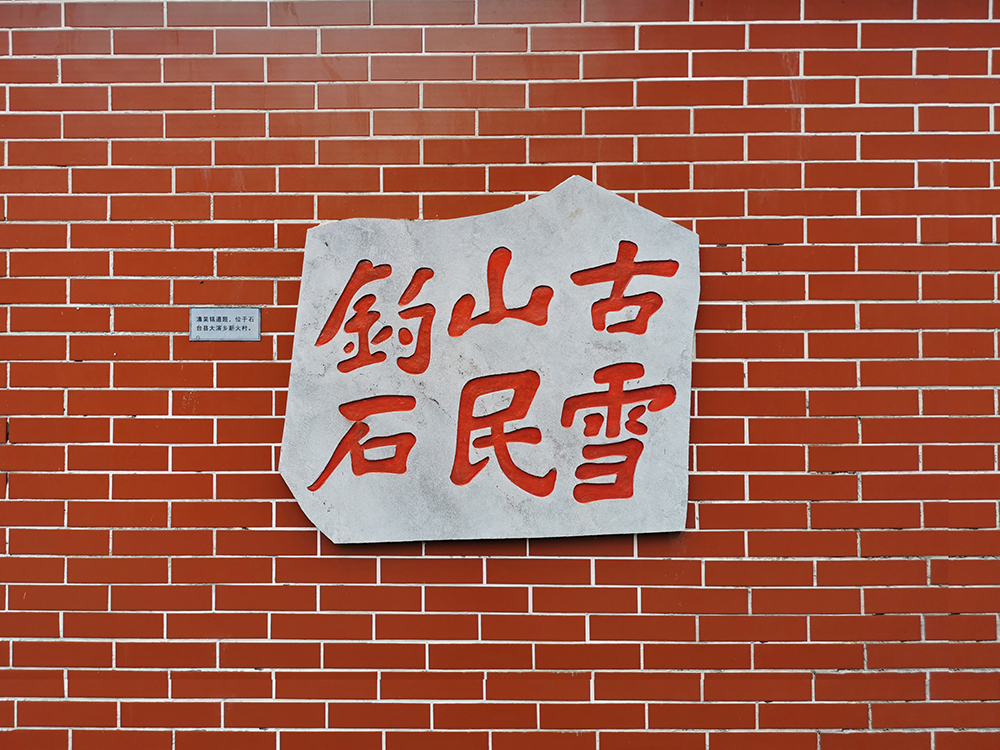 古雪
山民
釣石
位于石
台县大演乡新火村。